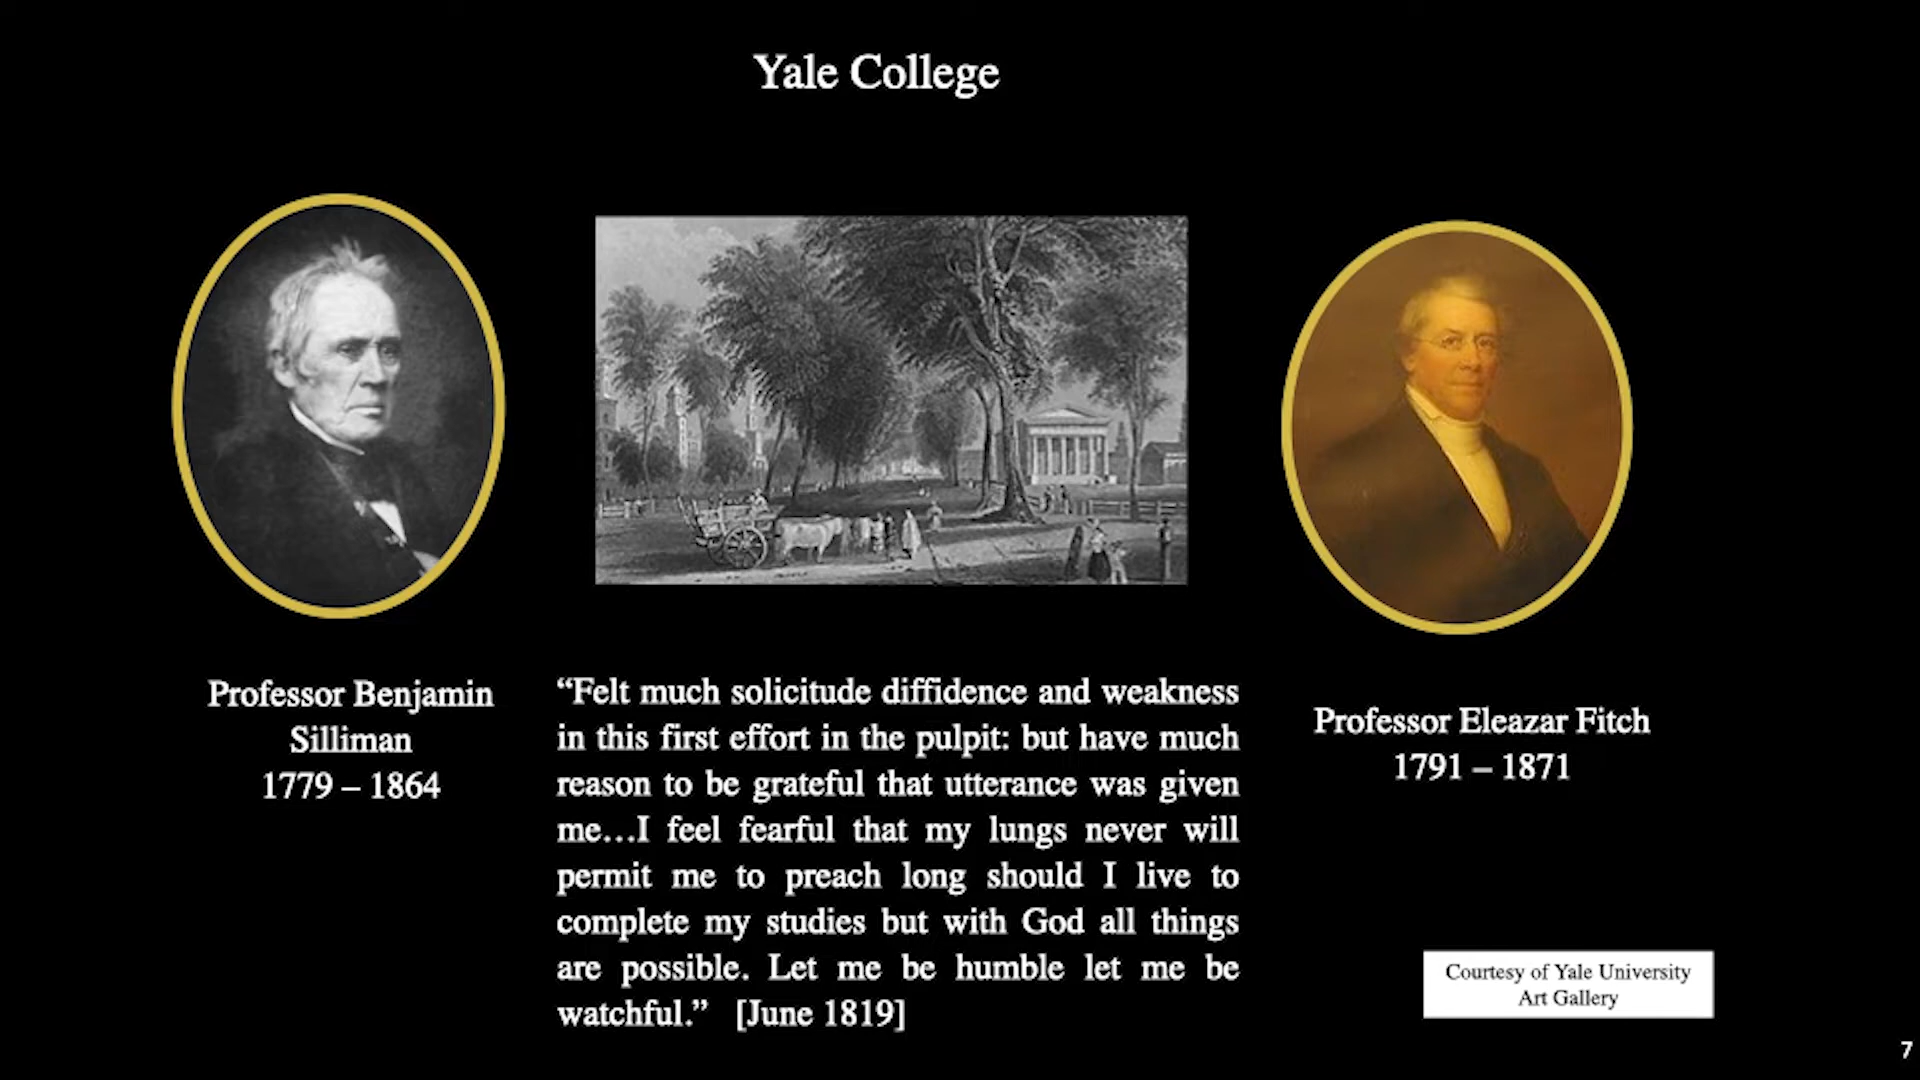 Yale College
Professor Benjamin
Silliman
1779 – 1864
“Felt much solicitude diffidence and weakness
in this first effort in the pulpit: but have much
reason to be grateful that utterance was given
me…I feel fearful that my lungs never will
permit me to preach long should I live to
complete my studies but with God all things
are possible. Let me be humble let me be
watchful.” [June 1819]
Professor Eleazar Fitch
1791 – 1871
Courtesy of Yale University
Art Gallery
7